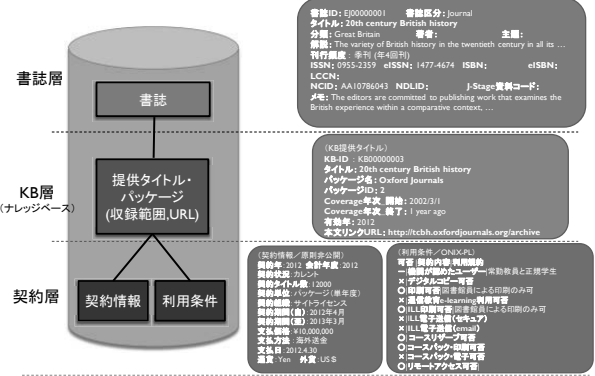 書誌ID: EJ00000001 書誌区分: Journal
タイトル: 20th century British history
分類: Great Britain 著者: 主題:
解説: The variety of British history in the twentieth century in all its …
刊行頻度: 季刊 (年4回刊)
ISSN: 0955-2359 eISSN: 1477-4674 ISBN: eISBN:
LCCN:
NCID: AA10786043 NDLID: J-Stage資料コード:
メモ: The editors are committed to publishing work that examines the
British experience within a comparative context, …
書誌層
書誌
KB層
(ナレッジベース)
提供タイトル・
パッケージ
(収録範囲,URL)
(KB提供タイトル)
KB-ID : KB00000003
タイトル: 20th century British history
パッケージ名: Oxford Journals
パッケージID: 2
Coverage年次_開始: 2002/3/1
Coverage年次_終了: 1 year ago
有効年: 2012
本文リンクURL: http://tcbh.oxfordjournals.org/archive
契約層
契約情報
利用条件
(契約情報/原則非公開)
契約年: 2012 会計年度: 2012
契約状況: カレント
契約タイトル数: 12000
契約単位: パッケージ(単年度)
契約種類: サイトライセンス
契約期間(自): 2012年4月
契約期間(至): 2013年3月
支払価格: ¥10,000,000
支払方法: 海外送金
支払日: 2012.4.30
通貨: Yen 外貨: US$
(利用条件/ONIX-PL)
可否|契約内容|利用規約
ー|機関が認めたユーザー|常勤教員と正規学生
×|デジタルコピー可否
○|印刷可否|図書館員による印刷のみ可
×|遠隔教育e-learning利用可否
○|ILL印刷可否|図書館員による印刷のみ可
×|ILL電子送信(セキュア)
×|ILL電子送信(email)
○|コースリザーブ可否
○|コースパック・印刷可否
×|コースパック・電子可否
○|リモートアクセス可否|